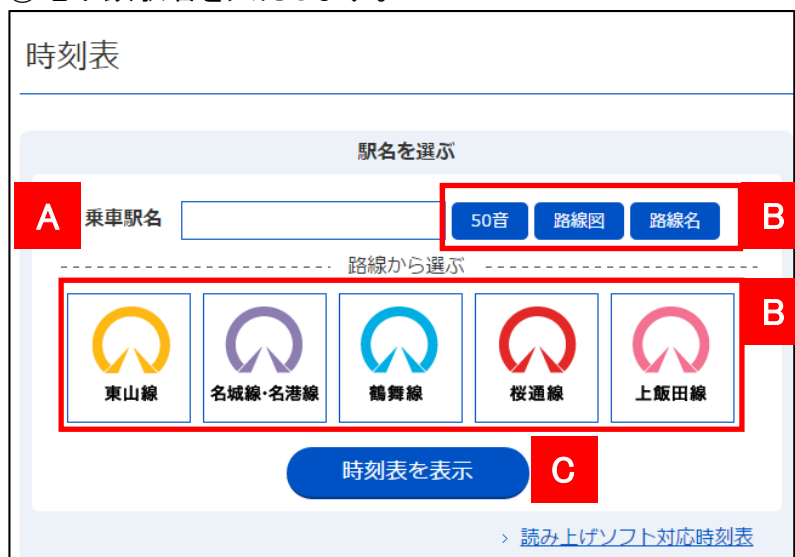 時刻表
駅名を選ぶ
A 乗車駅名 50音 路線図 路線名 B
路線から選ぶ
B
東山線 名城線・名港線 鶴舞線 桜通線 上飯田線
時刻表を表示 C
› 読み上げソフト対応時刻表